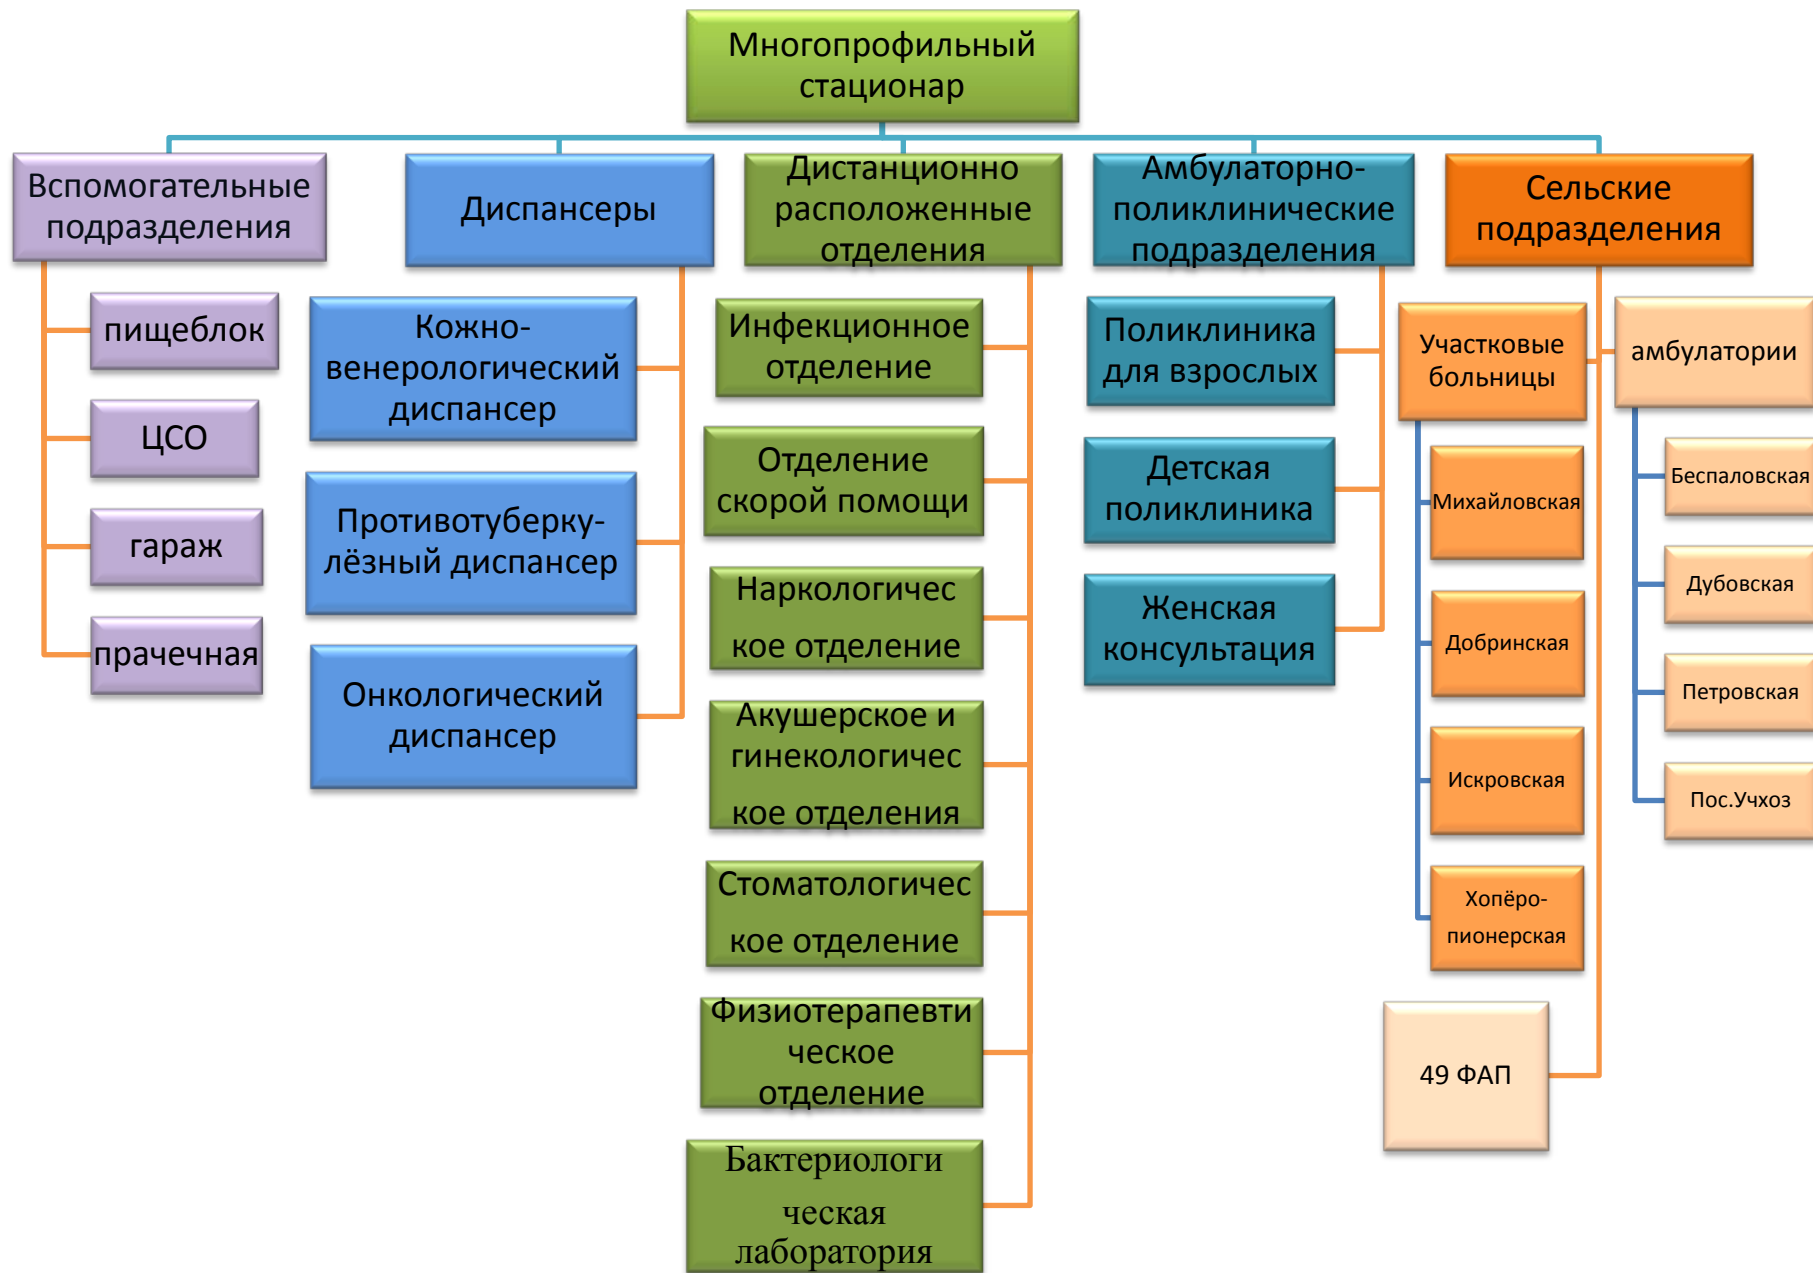 Многопрофильный
стационар
Вспомогательные
подразделения
пищеблок
ЦСО
гараж
прачечная
Диспансеры
Кожно-
венерологический
диспансер
Противотуберку-
лёзный диспансер
Онкологический
диспансер
Дистанционно
расположенные
отделения
Инфекционное
отделение
Отделение
скорой помощи
Наркологичес
кое отделение
Акушерское и
гинекологичес
кое отделения
Стоматологичес
кое отделение
Физиотерапевти
ческое
отделение
Бактериологи
ческая
лаборатория
Амбулаторно-
поликлинические
подразделения
Поликлиника
для взрослых
Детская
поликлиника
Женская
консультация
Сельские
подразделения
Участковые
больницы
Михайловская
Добринская
Искровская
Хопёро-
пионерская
амбулатории
Беспаловская
Дубовская
Петровская
Пос.Учхоз
49 ФАП